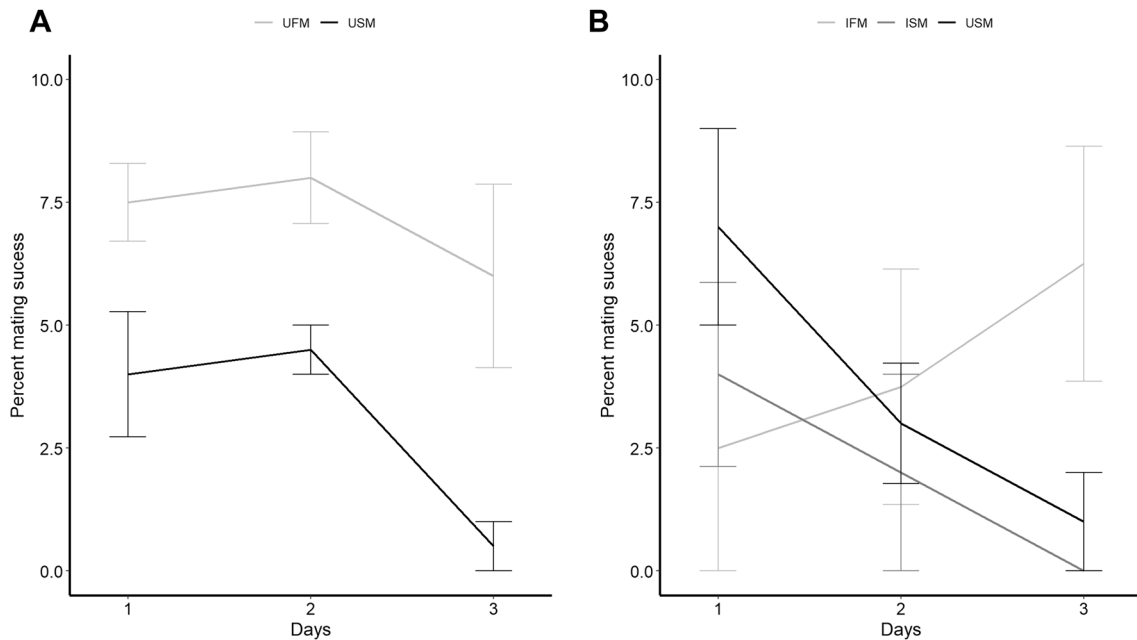 A
UFM USM
Percent mating sucess
10.0
7.5
5.0
2.5
0.0
1 2 3
Days
B
IFM ISM USM
Percent mating sucess
10.0
7.5
5.0
2.5
0.0
1 2 3
Days